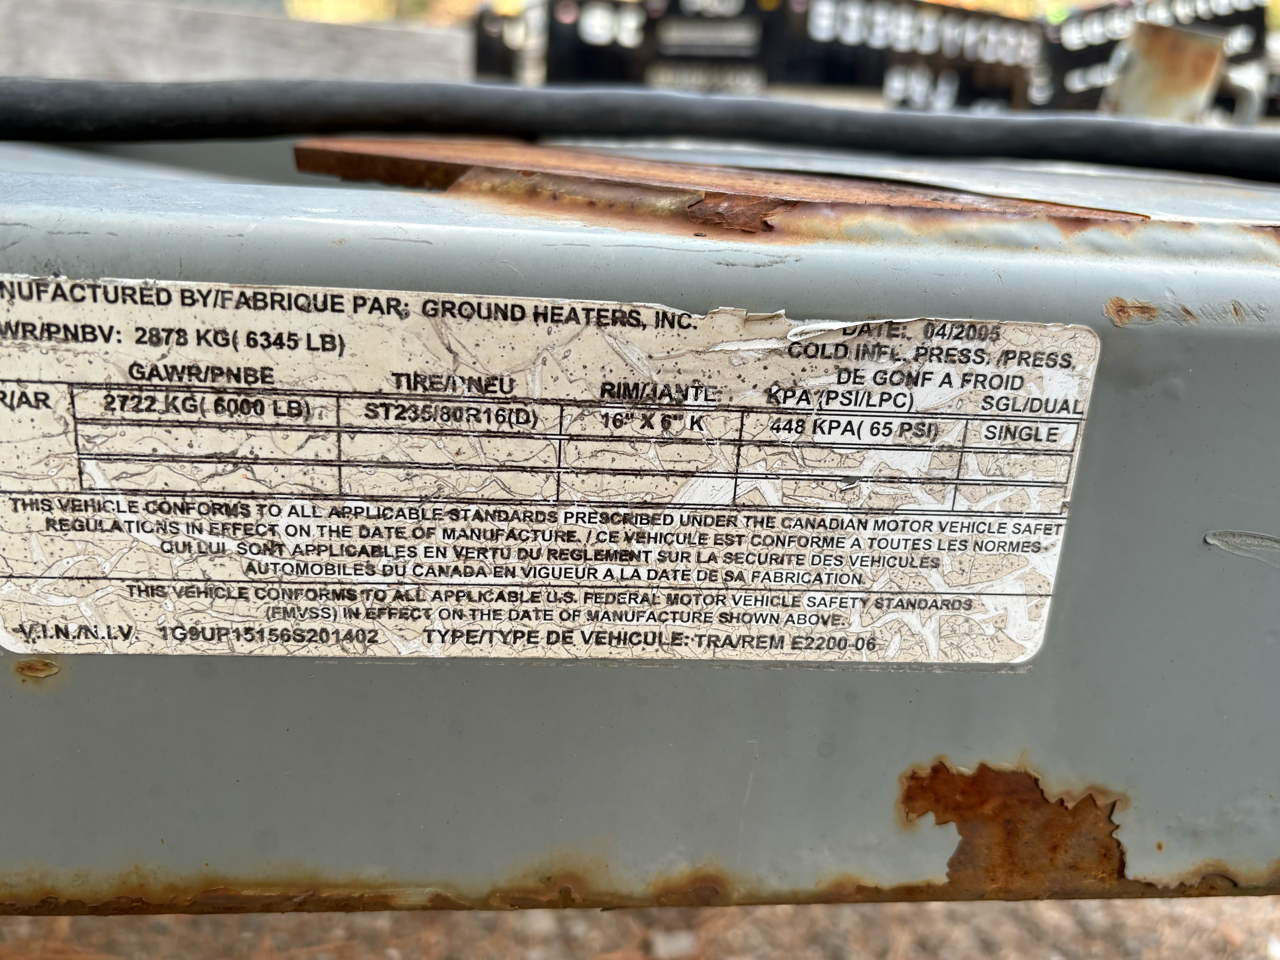 NUFACTURED BY/FABRIQUE PAR: GROUND HEATERS, INC.
WR/PNBV: 2878 KG( 6345 LB)
DATE: 04/2005
COLD INFL. PRESS. /PRESS.
DE GONF A FROID
GAWR/PNBE TIRE/PNEU RIM/JANTE KPA (PSI/LPC) SGL/DUAL
R/AR 2722 KG( 6000 LB) ST235/80R16(D) 16" X 6" K 448 KPA( 65 PSI) SINGLE
THIS VEHICLE CONFORMS TO ALL APPLICABLE STANDARDS PRESCRIBED UNDER THE CANADIAN MOTOR VEHICLE SAFET
REGULATIONS IN EFFECT ON THE DATE OF MANUFACTURE. / CE VEHICULE EST CONFORME A TOUTES LES NORMES
QUI LUI SONT APPLICABLES EN VERTU DU REGLEMENT SUR LA SECURITE DES VEHICULES
AUTOMOBILES DU CANADA EN VIGUEUR A LA DATE DE SA FABRICATION.
THIS VEHICLE CONFORMS TO ALL APPLICABLE U.S. FEDERAL MOTOR VEHICLE SAFETY STANDARDS
(FMVSS) IN EFFECT ON THE DATE OF MANUFACTURE SHOWN ABOVE.
V.I.N./N.I.V. 1G9UP15156S201402 TYPE/TYPE DE VEHICULE: TRA/REM E2200-06